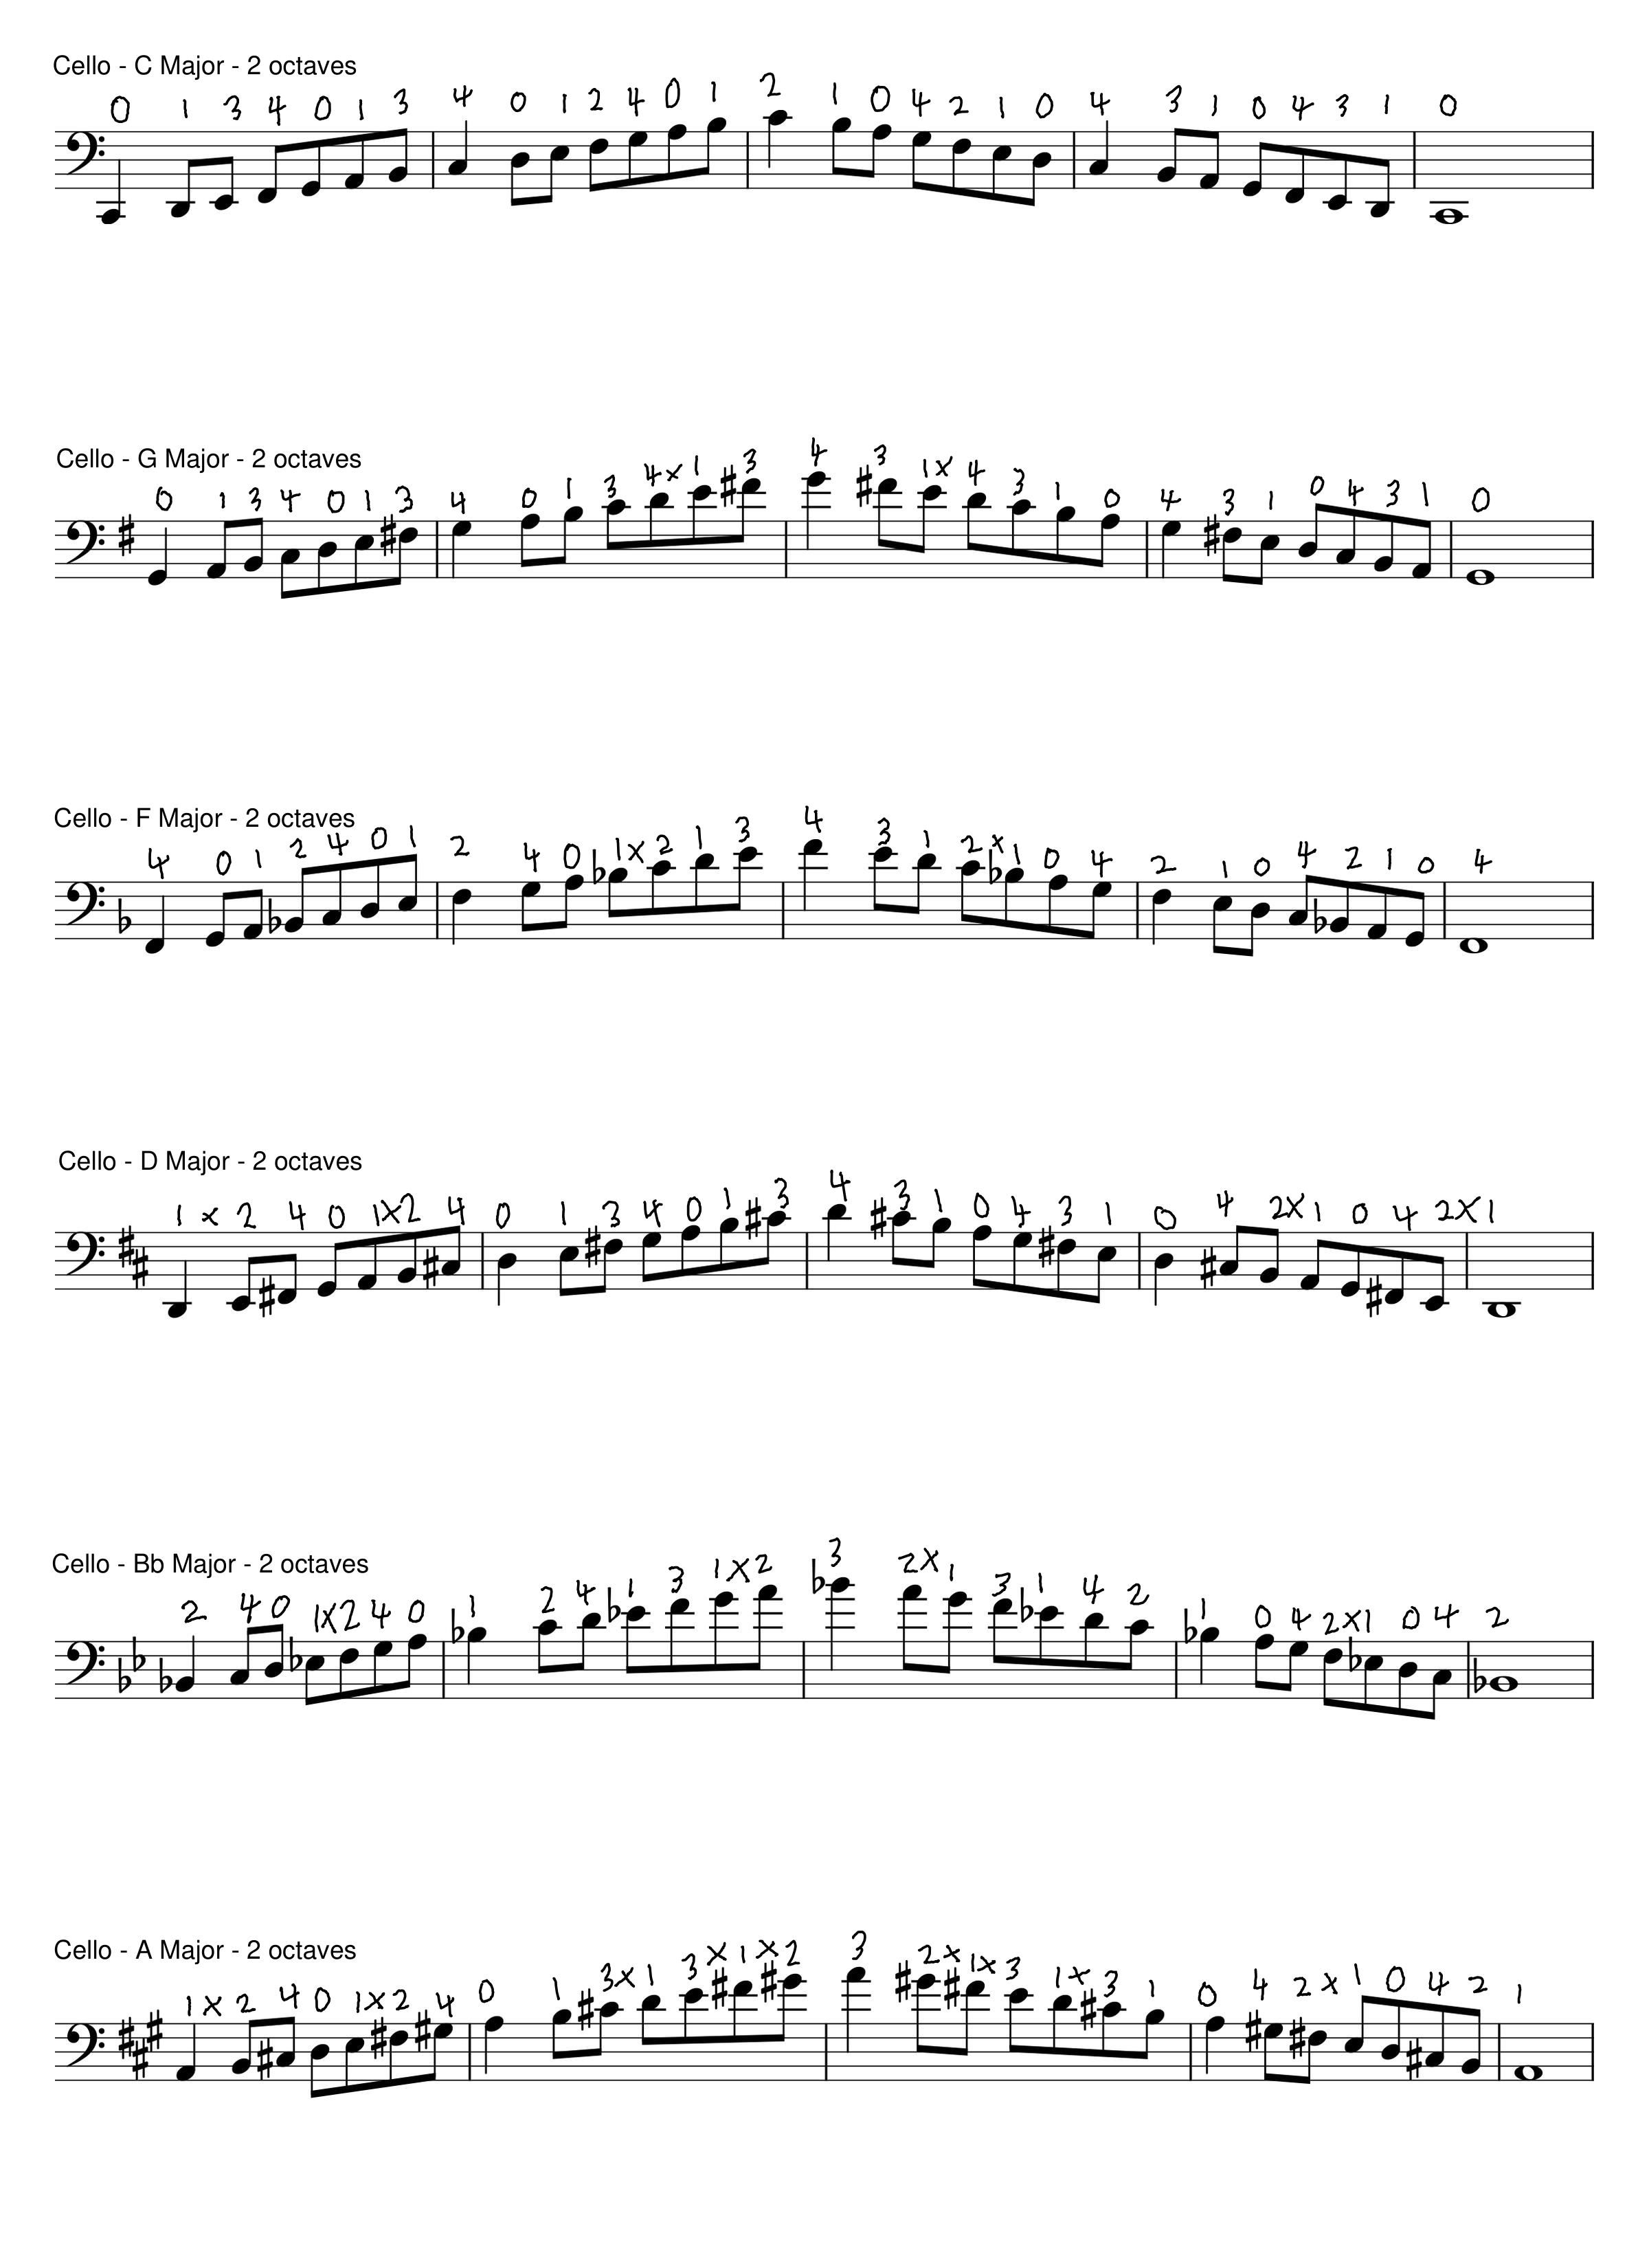 Cello - C Major - 2 octaves
0 1 3 4 0 1 3 4 0 1 2 4 0 1 2 1 0 4 2 1 0 4 3 1 0 4 3 1 0
Cello - G Major - 2 octaves
0 1 3 4 0 1 3 4 0 1 3 4 x 1 3 4 3 1 x 4 3 1 0 4 3 1 0 4 3 1 0
Cello - F Major - 2 octaves
4 0 1 2 4 0 1 2 4 0 1 x 2 1 3 4 3 1 2 x 1 0 4 2 1 0 4 2 1 0 4
Cello - D Major - 2 octaves
1 x 2 4 0 1 x 2 4 0 1 3 4 0 1 3 4 3 1 0 4 3 1 0 4 2 x 1 0 4 2 x 1
Cello - Bb Major - 2 octaves
2 4 0 1 x 2 4 0 1 2 4 1 3 1 x 2 3 2 x 1 3 1 4 2 1 0 4 2 x 1 0 4 2
Cello - A Major - 2 octaves
1 x 2 4 0 1 x 2 4 0 1 3 x 1 3 x 1 x 2 3 2 x 1 x 3 1 x 3 1 0 4 2 x 1 0 4 2 1